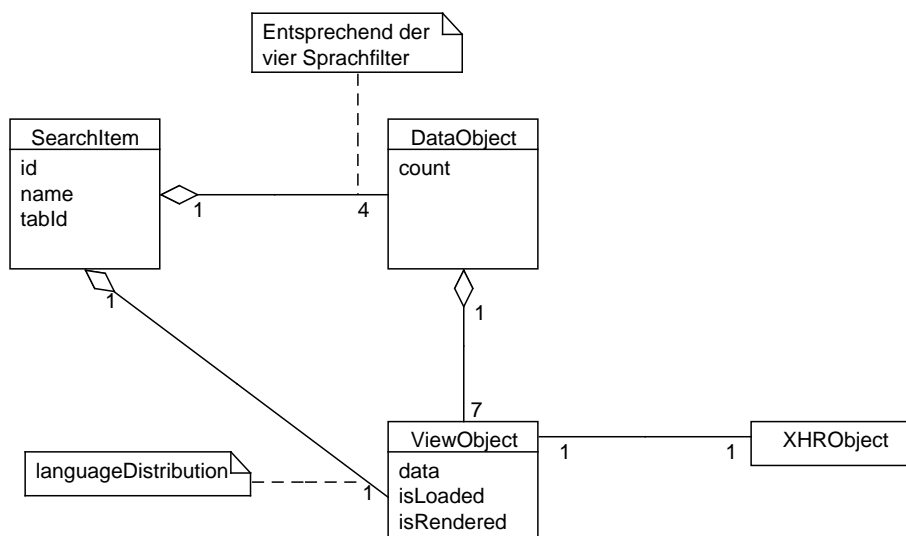 Entsprechend der
vier Sprachfilter
SearchItem
id
name
tabId
1
4
DataObject
count
1
1
7
ViewObject
data
isLoaded
isRendered
1
1
XHRObject
languageDistribution
1